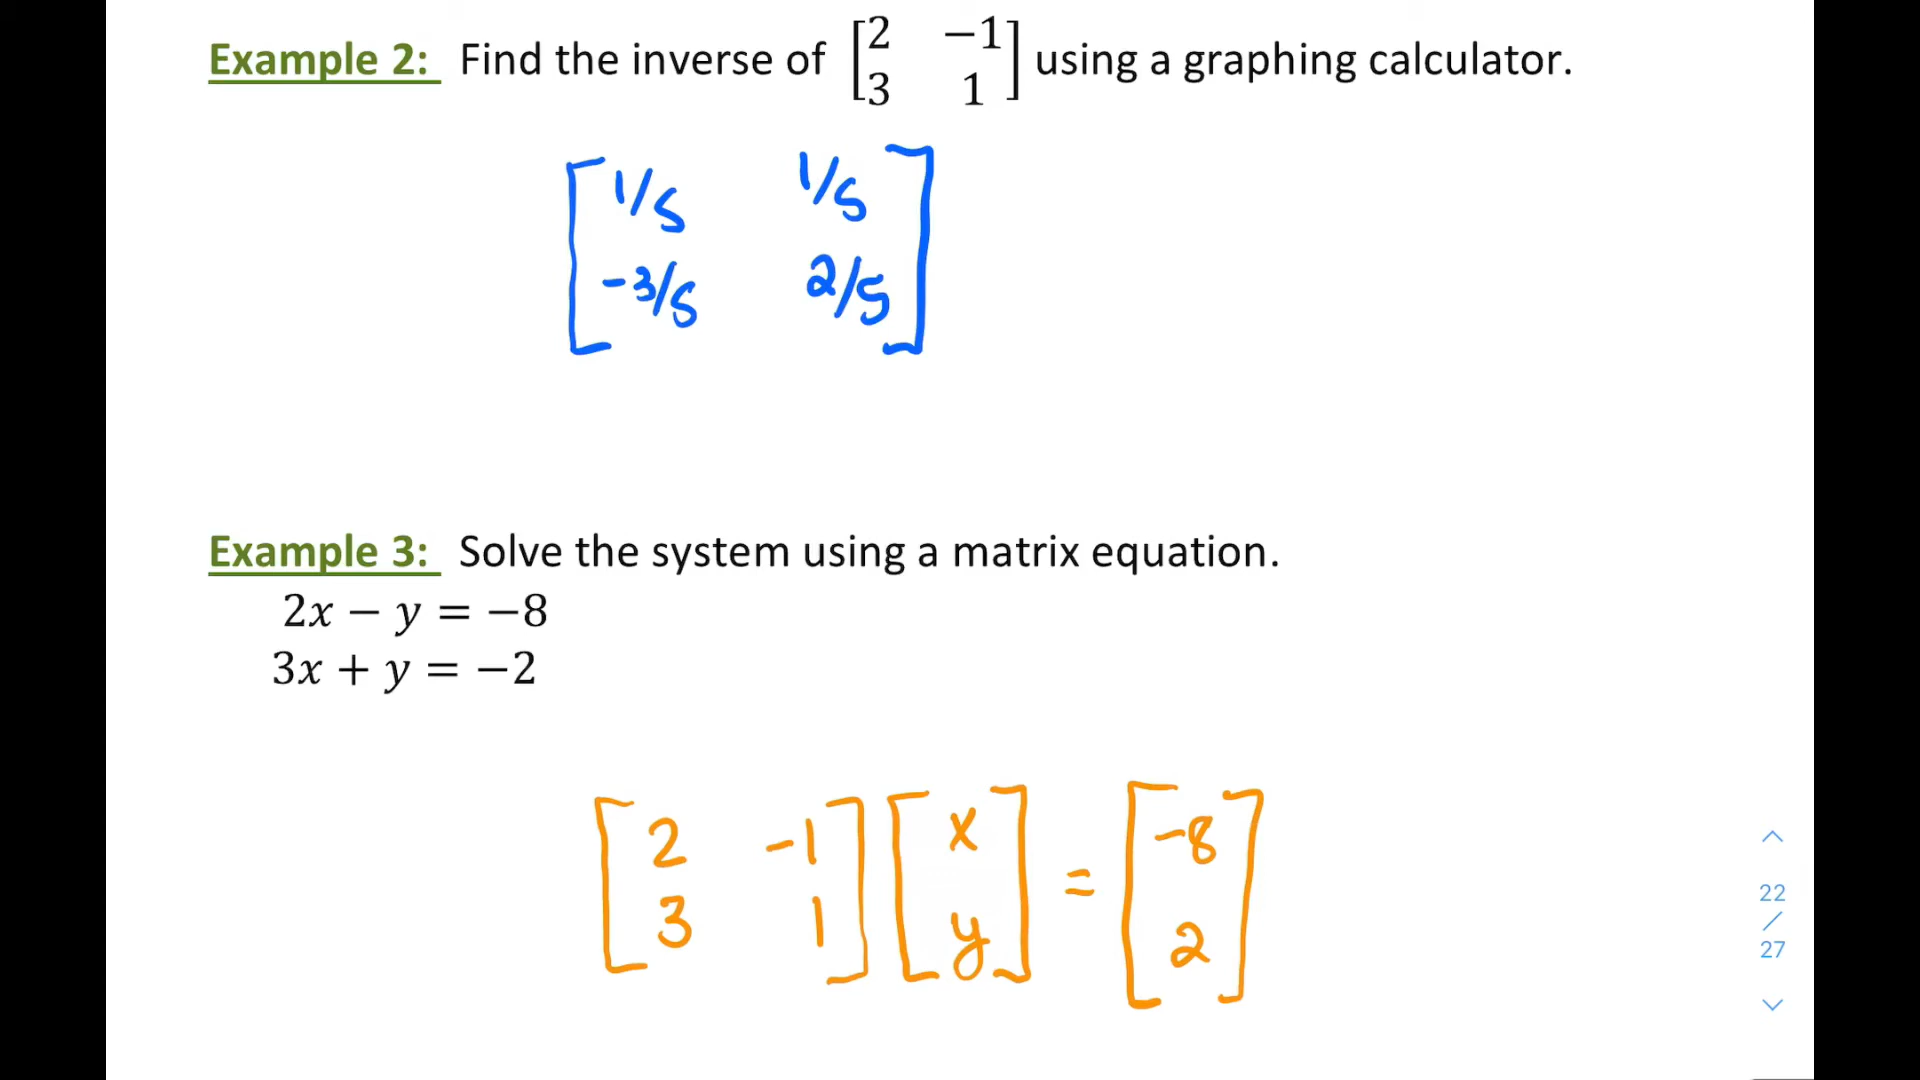 Example 2: Find the inverse of [2 −1; 3 1] using a graphing calculator.
1/5 1/5
-3/5 2/5
Example 3: Solve the system using a matrix equation.
2x − y = −8
3x + y = −2
[2 -1; 3 1] [x; y] = [-8; 2]
22
/
27